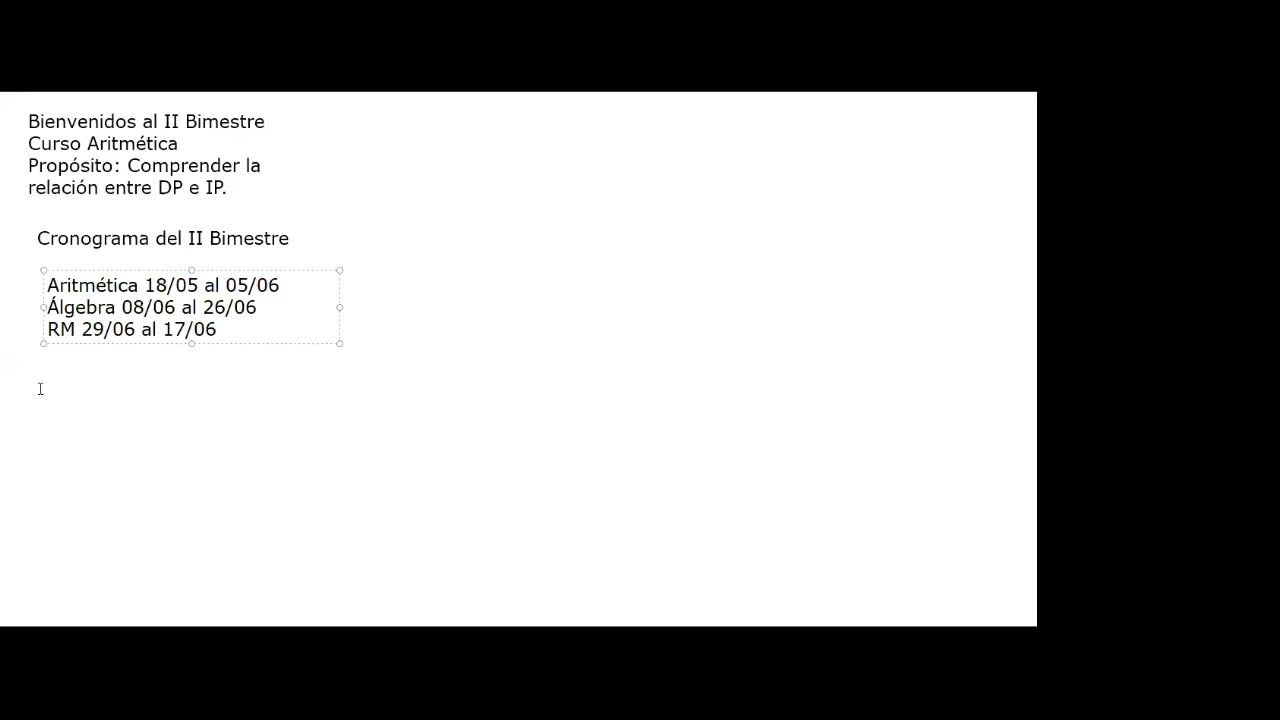 Bienvenidos al II Bimestre
Curso Aritmética
Propósito: Comprender la
relación entre DP e IP.
Cronograma del II Bimestre
Aritmética 18/05 al 05/06
Álgebra 08/06 al 26/06
RM 29/06 al 17/06